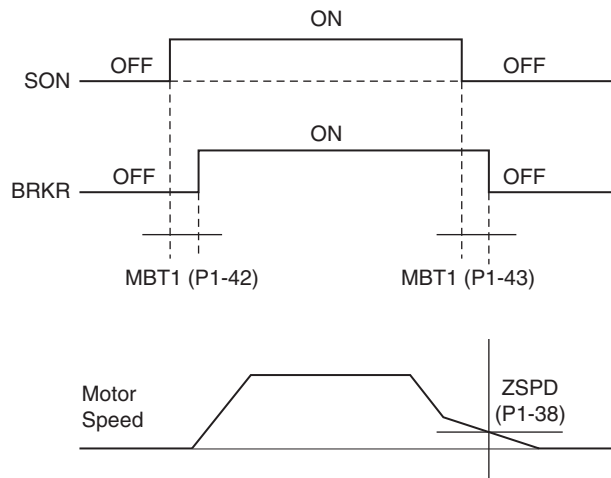 ON
OFF
OFF
SON
ON
OFF
OFF
BRKR
MBT1 (P1-42)
MBT1 (P1-43)
Motor
Speed
ZSPD
(P1-38)